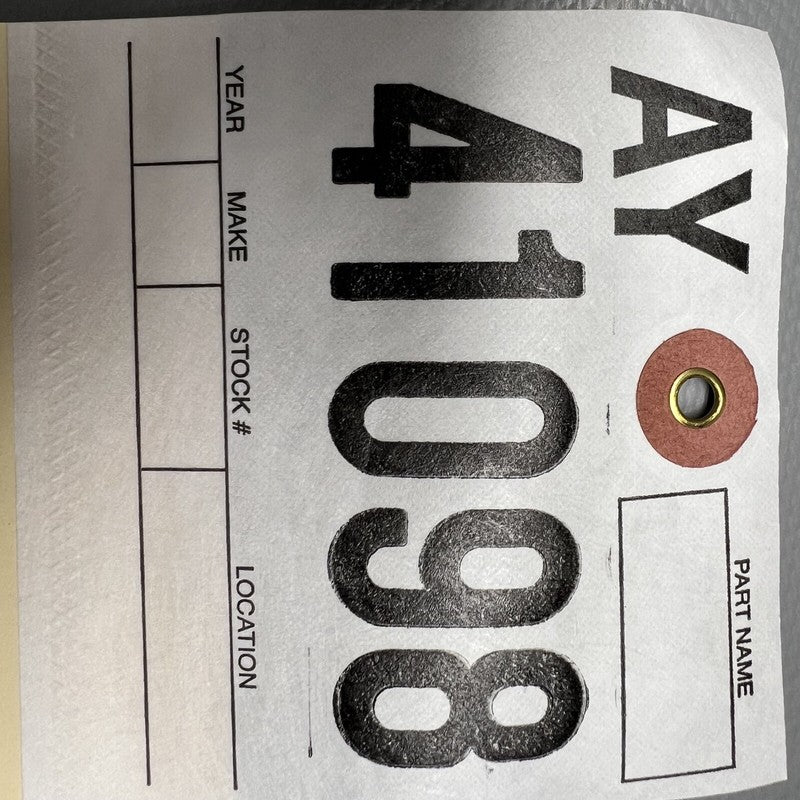 AY
PART NAME
41098
YEAR MAKE STOCK # LOCATION